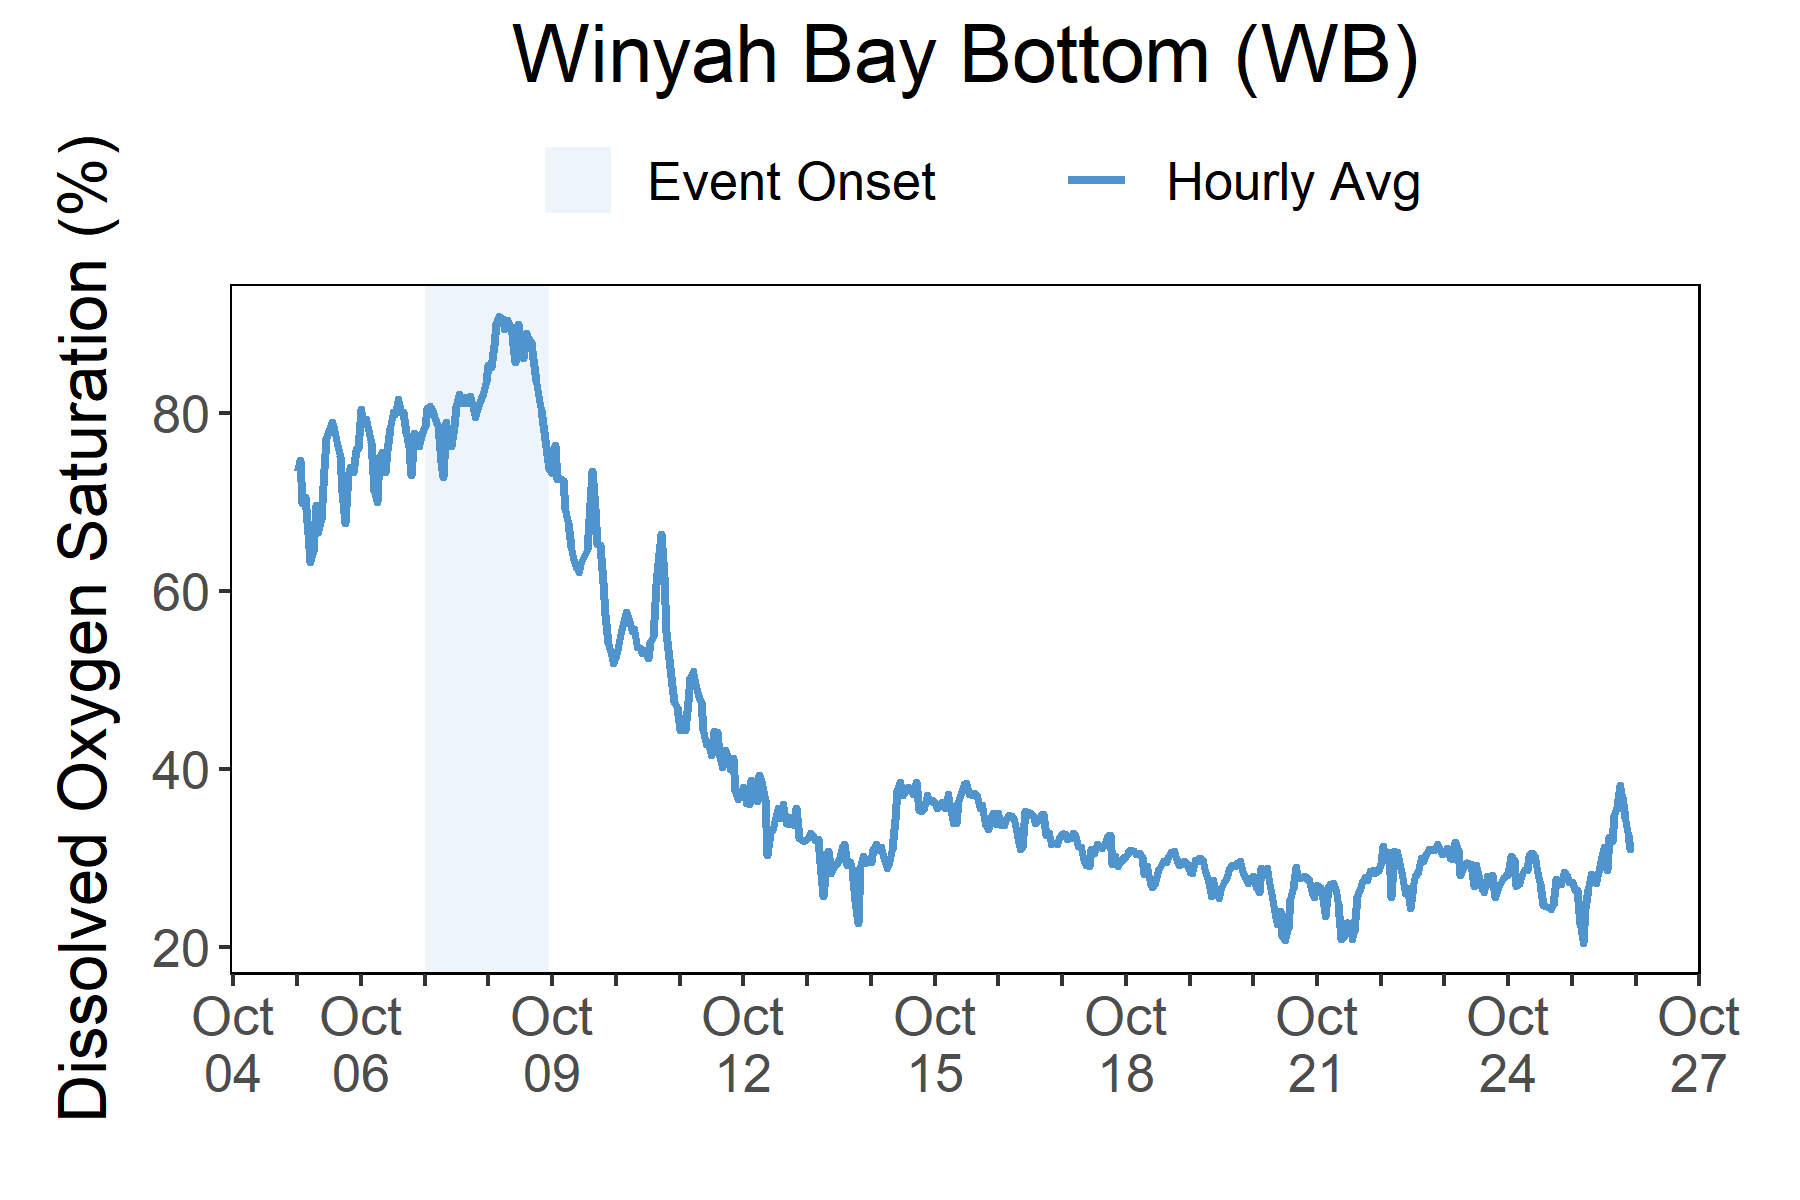 Winyah Bay Bottom (WB)
Event Onset
Hourly Avg
Dissolved Oxygen Saturation (%)
80
60
40
20
Oct 04
Oct 06
Oct 09
Oct 12
Oct 15
Oct 18
Oct 21
Oct 24
Oct 27